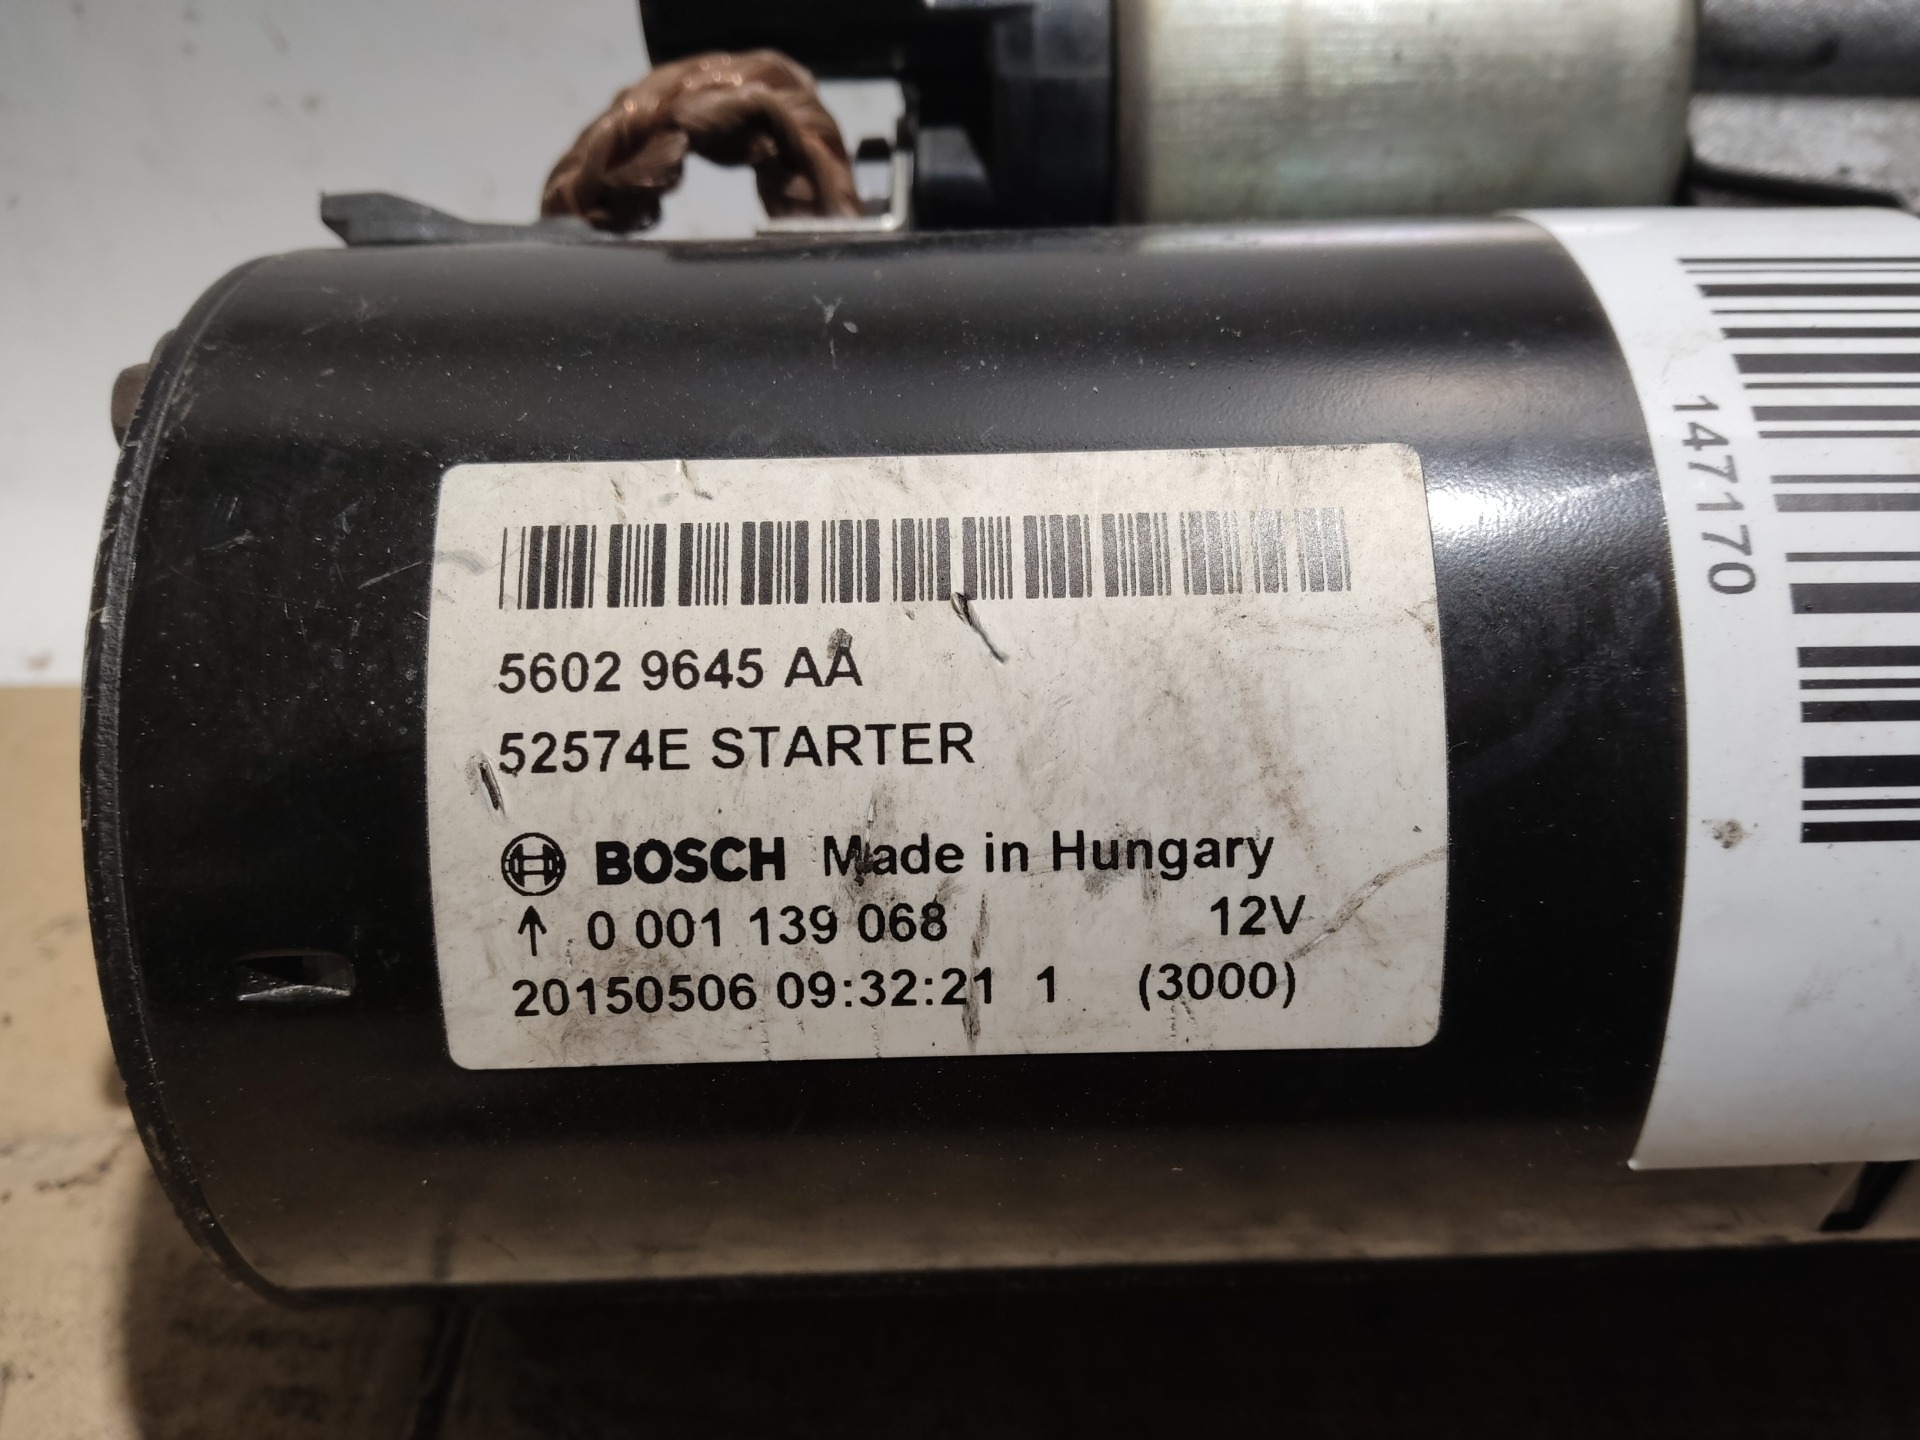 5602 9645 AA
52574E STARTER
BOSCH Made in Hungary
↑ 0 001 139 068 12V
20150506 09:32:21 1 (3000)
147170